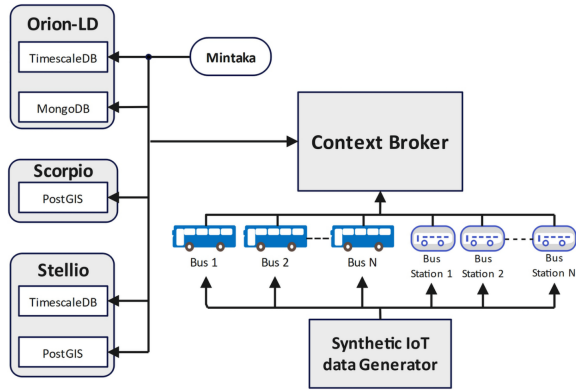 Orion-LD
TimescaleDB
MongoDB
Mintaka
Scorpio
PostGIS
Stellio
TimescaleDB
PostGIS
Context Broker
Bus 1
Bus 2
Bus N
Bus
Station 1
Bus
Station 2
Bus
Station N
Synthetic IoT
data Generator